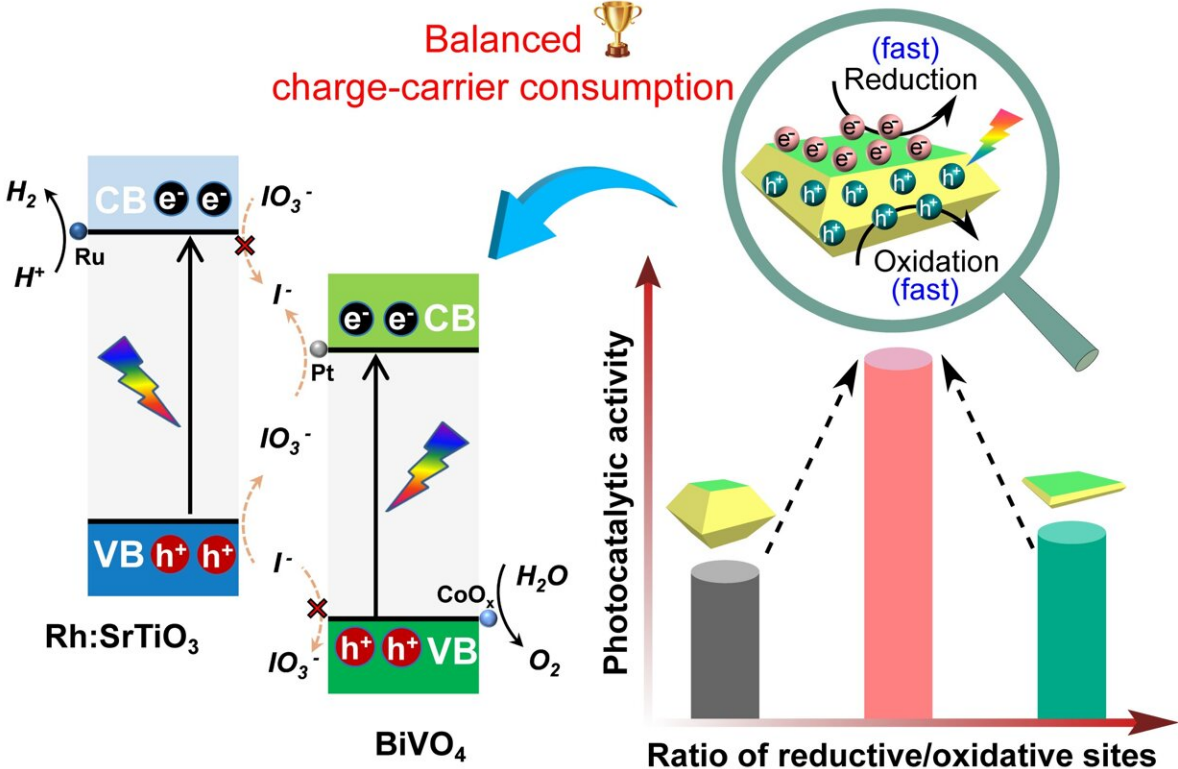 Balanced
charge-carrier consumption
(fast)
Reduction
e⁻ e⁻
e⁻ e⁻ e⁻ e⁻ e⁻
h⁺ h⁺ h⁺ h⁺ h⁺
h⁺ h⁺ h⁺
Oxidation
(fast)
H₂
H⁺
Ru
CB e⁻ e⁻
IO₃⁻
I⁻
e⁻ e⁻ CB
Pt
IO₃⁻
VB h⁺ h⁺
I⁻
IO₃⁻
CoOₓ
H₂O
O₂
h⁺ h⁺ VB
Rh:SrTiO₃
BiVO₄
Photocatalytic activity
Ratio of reductive/oxidative sites